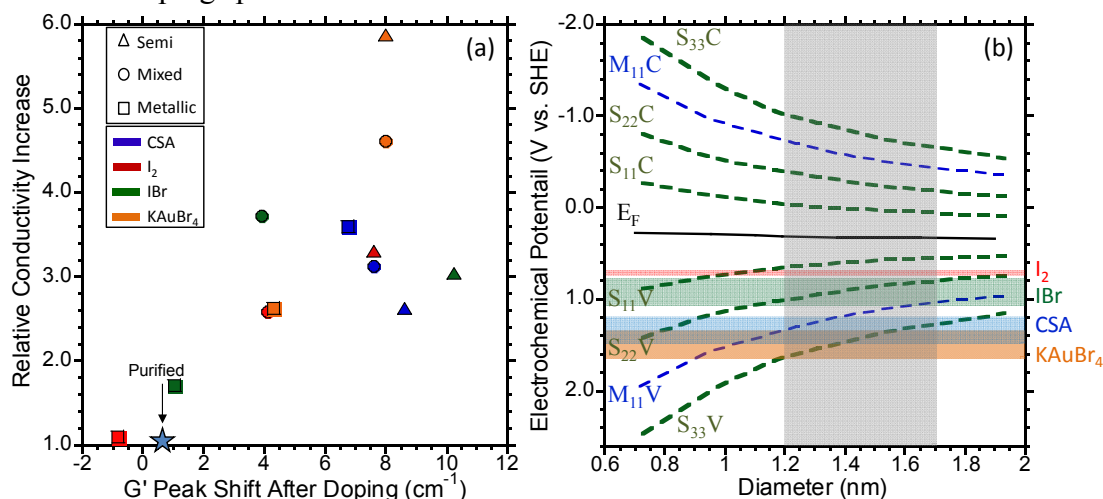 6.0
5.0
4.0
3.0
2.0
1.0
-2
0
2
4
6
8
10
12
Relative Conductivity Increase
G' Peak Shift After Doping (cm⁻¹)
(a)
Semi
Mixed
Metallic
CSA
I₂
IBr
KAuBr₄
Purified
-2.0
-1.0
0.0
1.0
2.0
0.6
0.8
1.0
1.2
1.4
1.6
1.8
2
Electrochemical Potentail (V vs. SHE)
Diameter (nm)
(b)
S₃₃C
M₁₁C
S₂₂C
S₁₁C
E_F
S₁₁V
S₂₂V
M₁₁V
S₃₃V
I₂
IBr
CSA
KAuBr₄